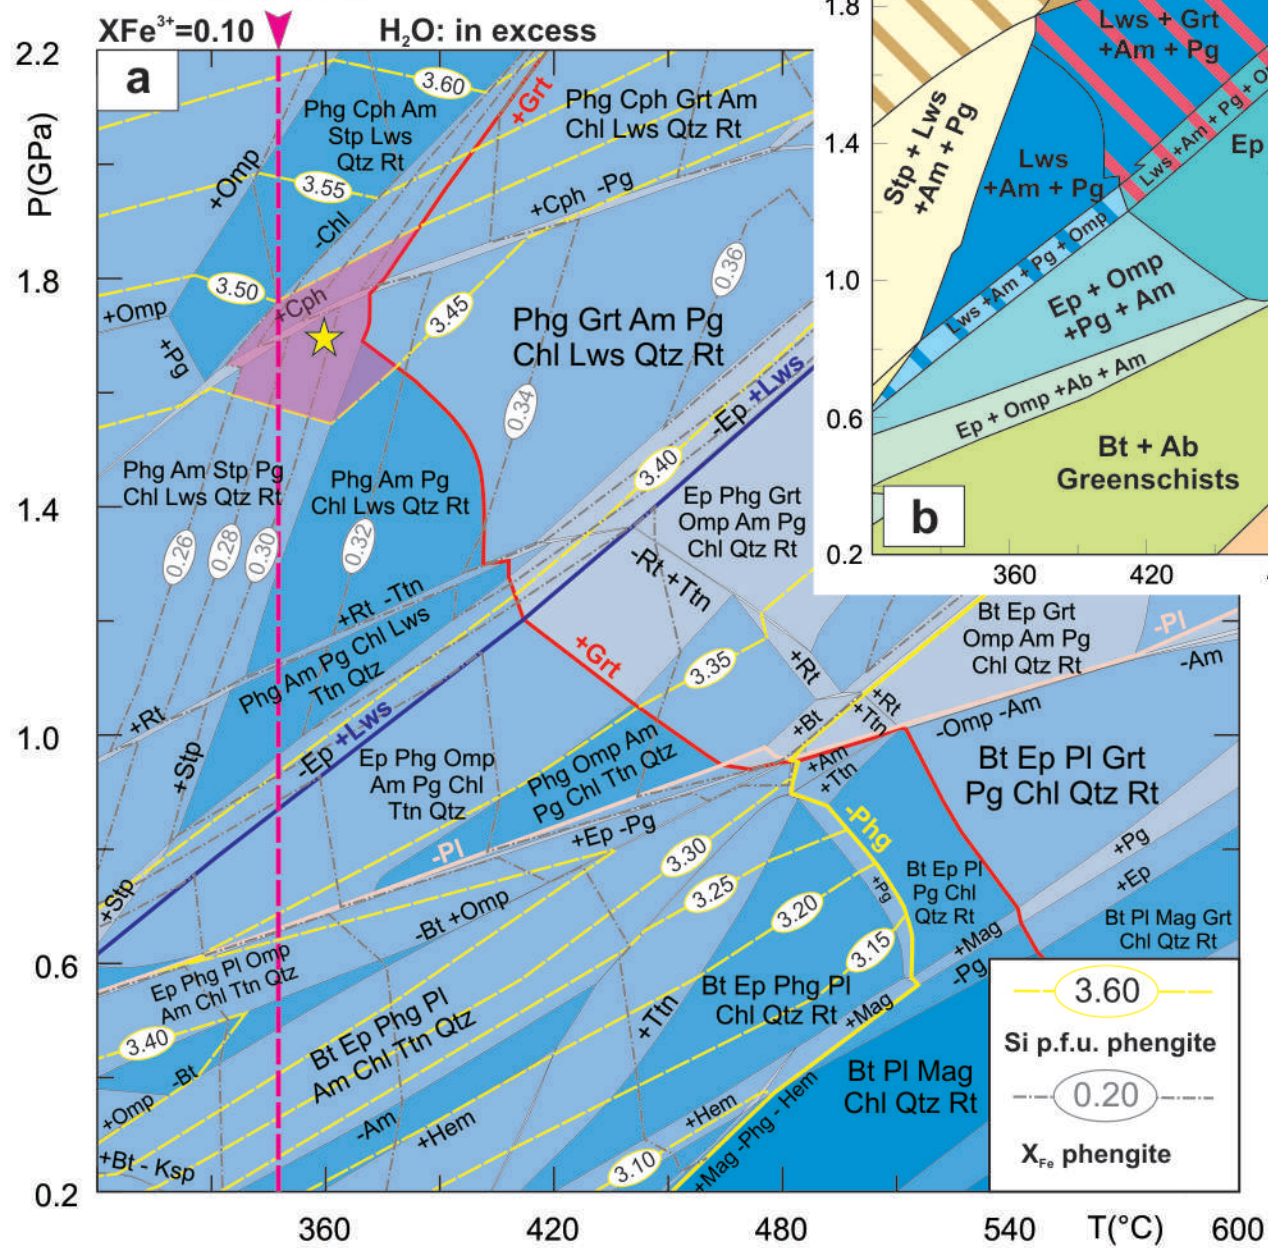 XFe³⁺=0.10
H₂O: in excess
a
P(GPa)
2.2
1.8
1.4
1.0
0.6
0.2
360
420
480
540
T(°C)
600
3.60
Phg Cph Am
Stp Lws
Qtz Rt
+Grt
Phg Cph Grt Am
Chl Lws Qtz Rt
+Omp
3.55
-Chl
+Cph -Pg
3.50
+Cph
+Omp
+Pg
3.45
0.36
Phg Grt Am Pg
Chl Lws Qtz Rt
0.34
-Ep +Lws
3.40
Phg Am Stp Pg
Chl Lws Qtz Rt
Phg Am Pg
Chl Lws Qtz Rt
0.26
0.28
0.30
0.32
Ep Phg Grt
Omp Am Pg
Chl Qtz Rt
-Rt +Ttn
+Rt -Ttn
Phg Am Pg Chl Lws
Ttn Qtz
+Rt
+Stp
-Ep +Lws
+Grt
3.35
+Rt
Bt Ep Grt
Omp Am Pg
Chl Qtz Rt
-Pl
-Am
+Rt
+Ttn
+Bt
-Omp -Am
Ep Phg Omp
Am Pg Chl
Ttn Qtz
Phg Omp Am
Pg Chl Ttn Qtz
+Am
+Ttn
Bt Ep Pl Grt
Pg Chl Qtz Rt
-Pl
+Ep -Pg
-Phg
3.30
3.25
3.20
3.15
+Pg
Bt Ep Pl
Pg Chl
Qtz Rt
+Pg
+Ep
Bt Pl Mag Grt
Chl Qtz Rt
+Stp
-Bt +Omp
+Mag
-Pg
Ep Phg Pl Omp
Am Chl Ttn Qtz
3.40
-Bt
+Omp
+Bt - Ksp
Bt Ep Phg Pl
Am Chl Ttn Qtz
+Ttn
Bt Ep Phg Pl
Chl Qtz Rt
+Mag
-Am
+Hem
+Hem
3.10
+Mag -Phg - Hem
Bt Pl Mag
Chl Qtz Rt
3.60
Si p.f.u. phengite
0.20
X Fe phengite
b
1.8
1.4
1.0
0.6
0.2
360
420
Lws + Grt
+Am + Pg
Stp + Lws
+Am + Pg
Lws
+Am + Pg
Lws +Am + Pg +
Ep
Lws +Am + Pg + Omp
Ep + Omp
+Pg + Am
Ep + Omp +Ab + Am
Bt + Ab
Greenschists